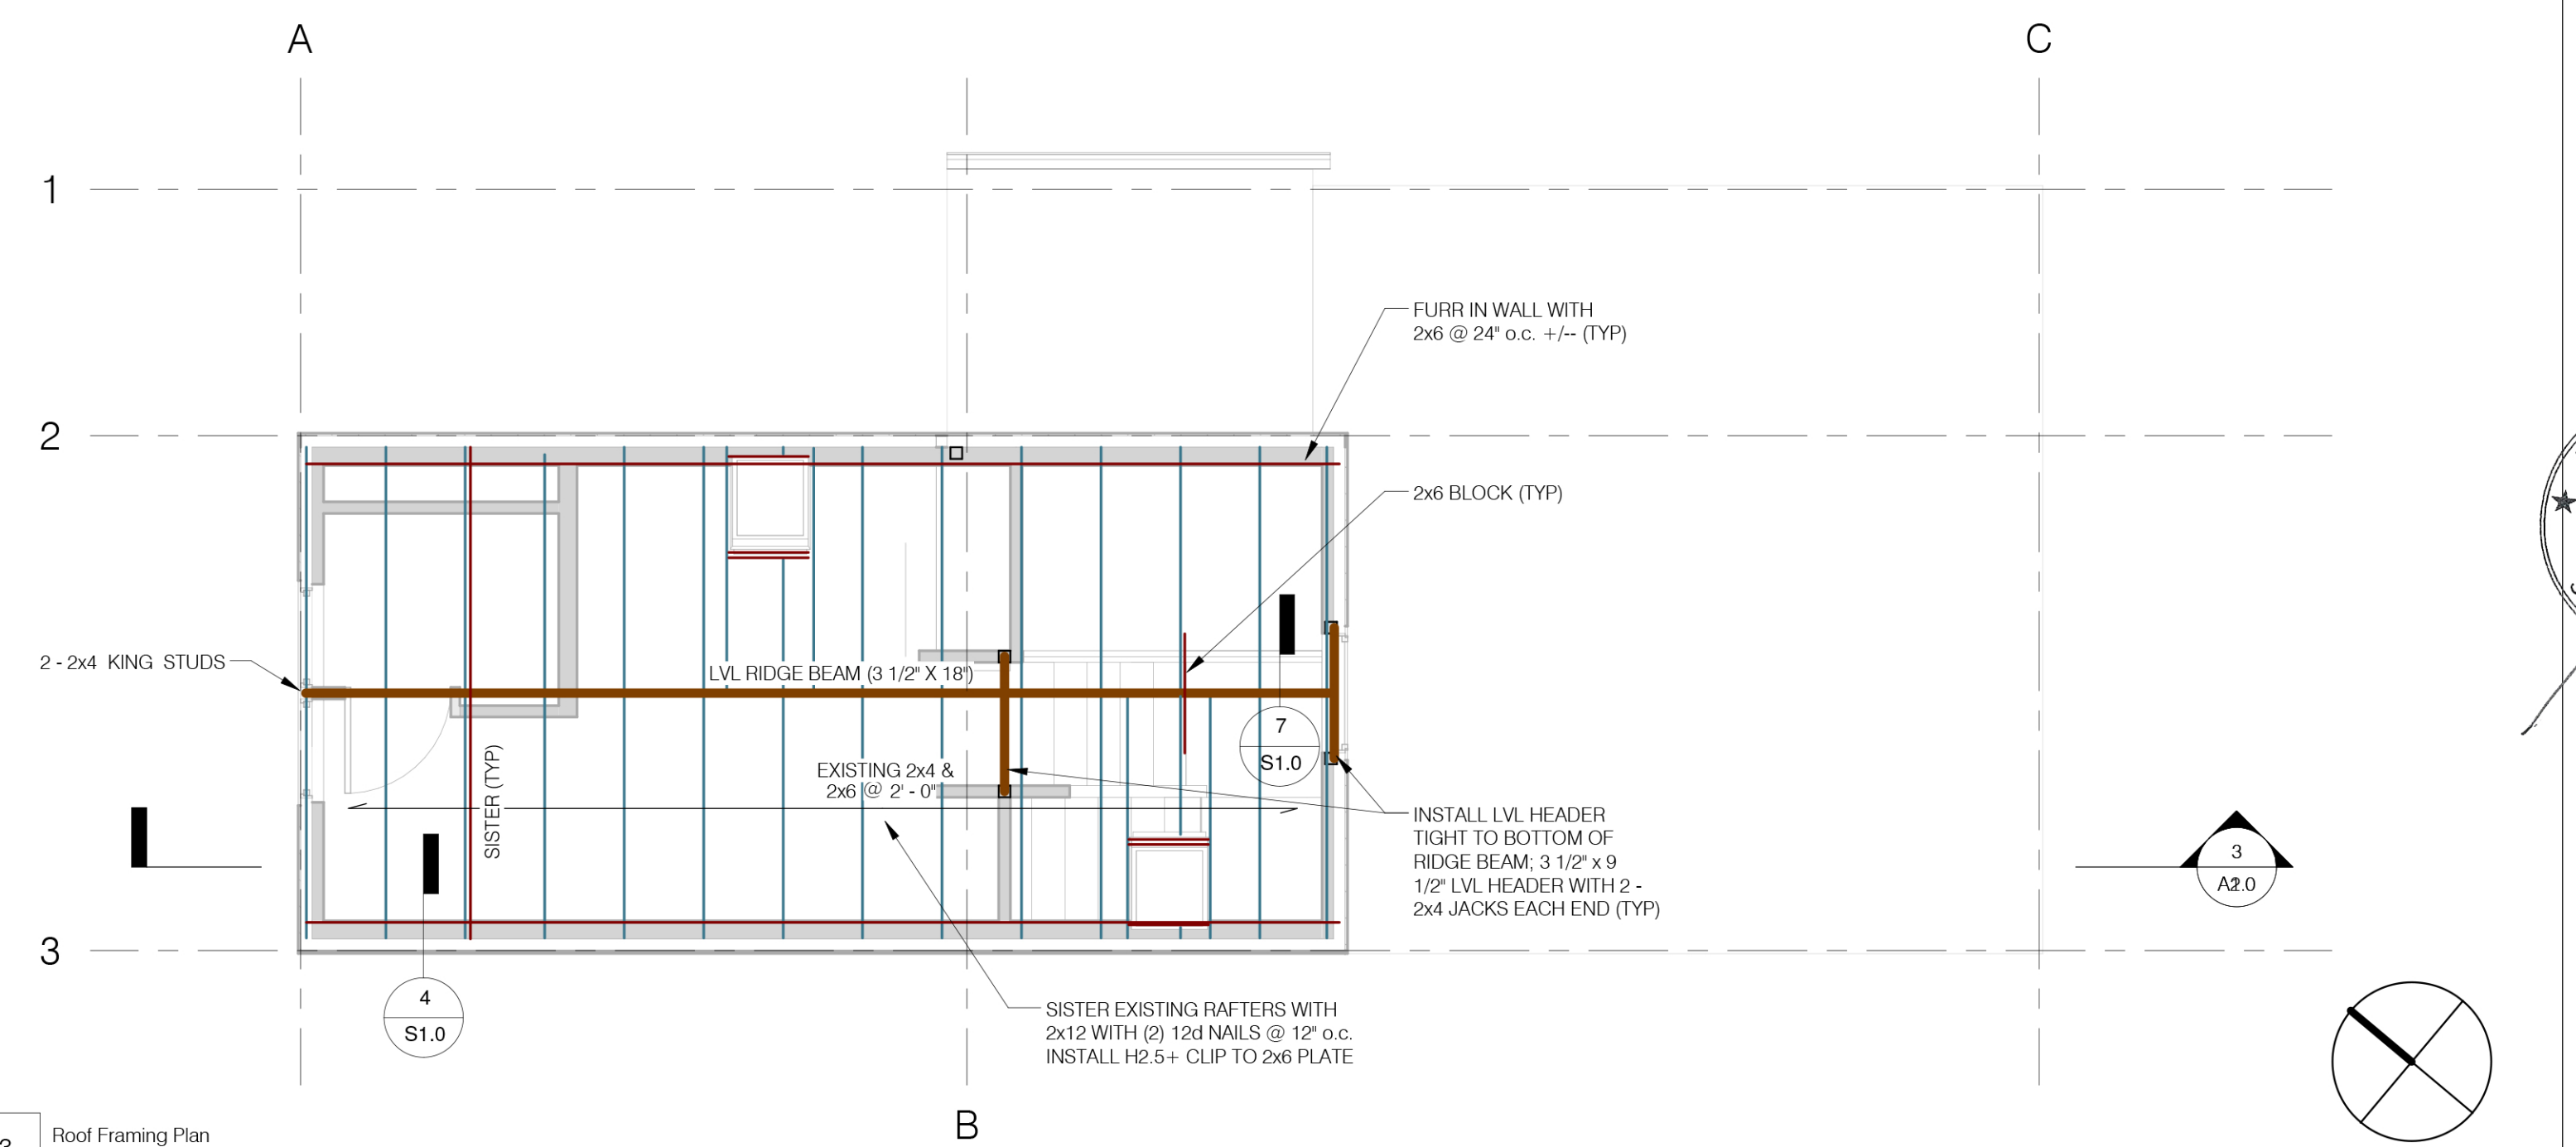 A
C
1
FURR IN WALL WITH
2x6 @ 24" o.c. +/-- (TYP)
2
2x6 BLOCK (TYP)
2 - 2x4 KING STUDS
LVL RIDGE BEAM (3 1/2" X 18")
7
S1.0
SISTER (TYP)
EXISTING 2x4 &
2x6 @ 2' - 0"
INSTALL LVL HEADER
TIGHT TO BOTTOM OF
RIDGE BEAM; 3 1/2" x 9
1/2" LVL HEADER WITH 2 -
2x4 JACKS EACH END (TYP)
3
3
4
S1.0
SISTER EXISTING RAFTERS WITH
2x12 WITH (2) 12d NAILS @ 12" o.c.
INSTALL H2.5+ CLIP TO 2x6 PLATE
B
3
Roof Framing Plan